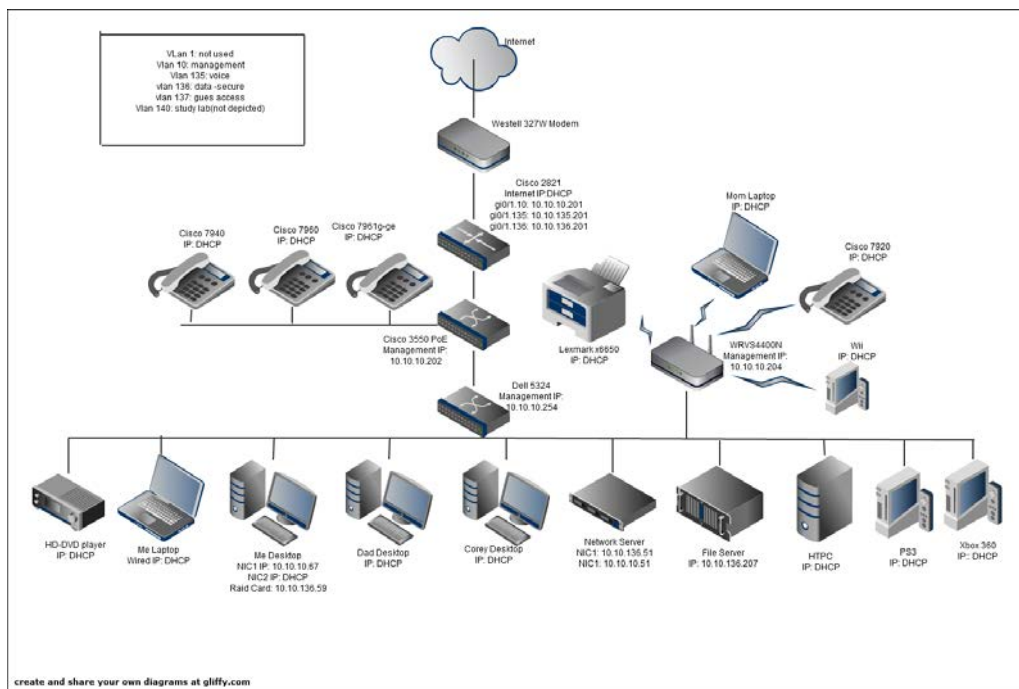 VLan 1: not used
Vlan 10: management
Vlan 135: voice
vlan 136: data -secure
vlan 137: gues access
Vlan 140: study lab(not depicted)
Internet
Westell 327W Modem
Cisco 2821
Internet IP:DHCP
gi0/1.10: 10.10.10.201
gi0/1.135: 10.10.135.201
gi0/1.136: 10.10.136.201
Cisco 7940
IP: DHCP
Cisco 7960
IP: DHCP
Cisco 7961g-ge
IP: DHCP
Mom Laptop
IP: DHCP
Cisco 7920
IP: DHCP
Cisco 3550 PoE
Management IP:
10.10.10.202
Lexmark x6650
IP: DHCP
WRVS4400N
Management IP:
10.10.10.204
Wii
IP: DHCP
Dell 5324
Management IP:
10.10.10.254
HD-DVD player
IP: DHCP
Me Laptop
Wired IP: DHCP
Me Desktop
NIC1 IP: 10.10.10.67
NIC2 IP: DHCP
Raid Card: 10.10.136.59
Dad Desktop
IP: DHCP
Corey Desktop
IP: DHCP
Network Server
NIC1: 10.10.135.51
NIC1: 10.10.10.51
File Server
IP: 10.10.136.207
HTPC
IP: DHCP
PS3
IP: DHCP
Xbox 360
IP:: DHCP
create and share your own diagrams at gliffy.com